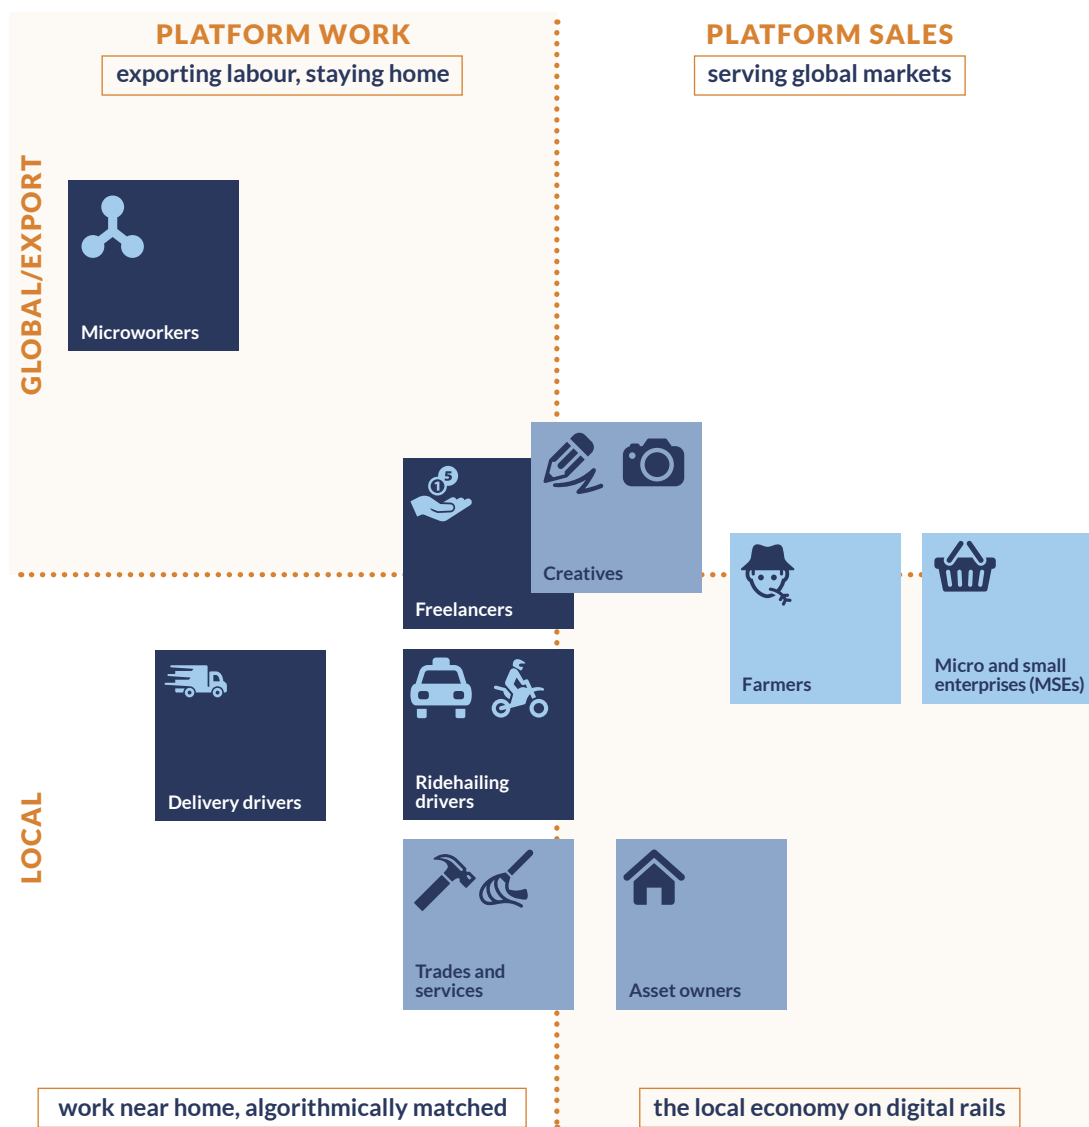 PLATFORM WORK
exporting labour, staying home
PLATFORM SALES
serving global markets
GLOBAL/EXPORT
Microworkers
1 5
Freelancers
Creatives
Farmers
Micro and small
enterprises (MSEs)
LOCAL
Delivery drivers
Ridehailing
drivers
Trades and
services
Asset owners
work near home, algorithmically matched
the local economy on digital rails